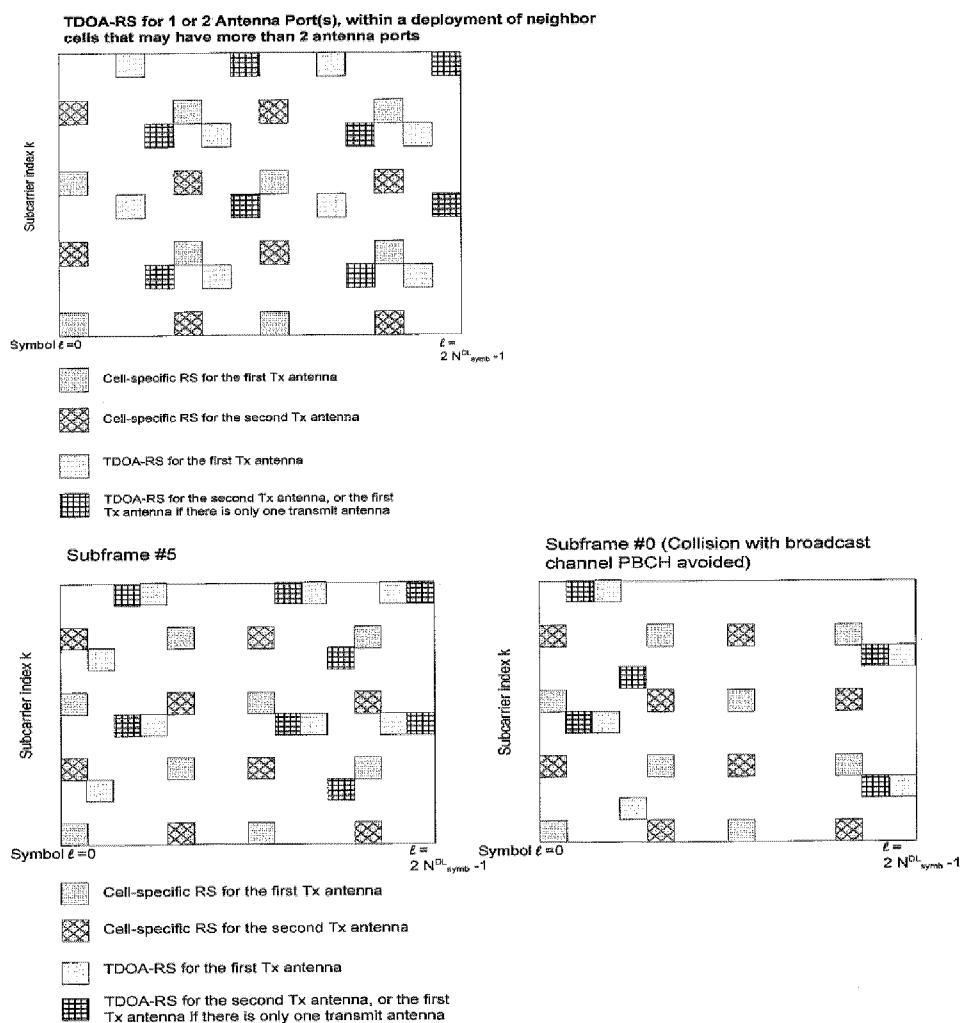 TDOA-RS for 1 or 2 Antenna Port(s), within a deployment of neighbor
cells that may have more than 2 antenna ports
Subcarrier index k
Symbol ℓ=0
ℓ =
2 N^DL_symb -1
Cell-specific RS for the first Tx antenna
Cell-specific RS for the second Tx antenna
TDOA-RS for the first Tx antenna
TDOA-RS for the second Tx antenna, or the first
Tx antenna if there is only one transmit antenna
Subframe #5
Subcarrier index k
Symbol ℓ=0
ℓ =
2 N^DL_symb -1
Subframe #0 (Collision with broadcast
channel PBCH avoided)
Subcarrier index k
Symbol ℓ=0
ℓ =
2 N^DL_symb -1
Cell-specific RS for the first Tx antenna
Cell-specific RS for the second Tx antenna
TDOA-RS for the first Tx antenna
TDOA-RS for the second Tx antenna, or the first
Tx antenna if there is only one transmit antenna